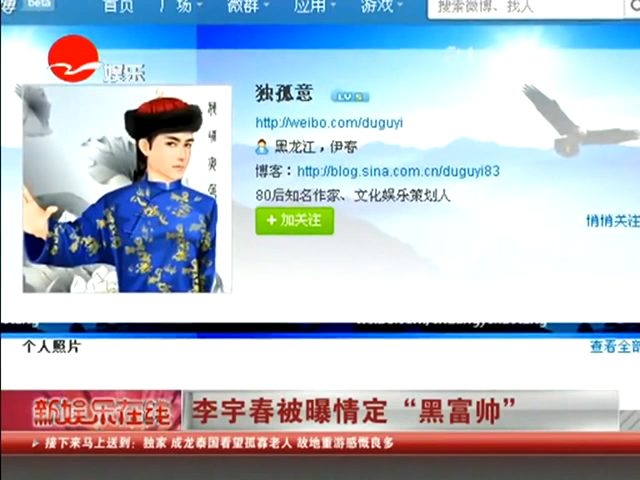 博 beta 首页 广场 微群 应用 游戏 搜索微博、找人
娱乐
独孤意
http://weibo.com/duguyi
黑龙江，伊春
博客：http://blog.sina.com.cn/duguyi83
80后知名作家、文化娱乐策划人
+ 加关注
悄悄关注
个人照片
查看全部
新娱乐在线
李宇春被曝情定“黑富帅”
接下来马上送到：独家 成龙泰国看望孤寡老人 故地重游感慨良多